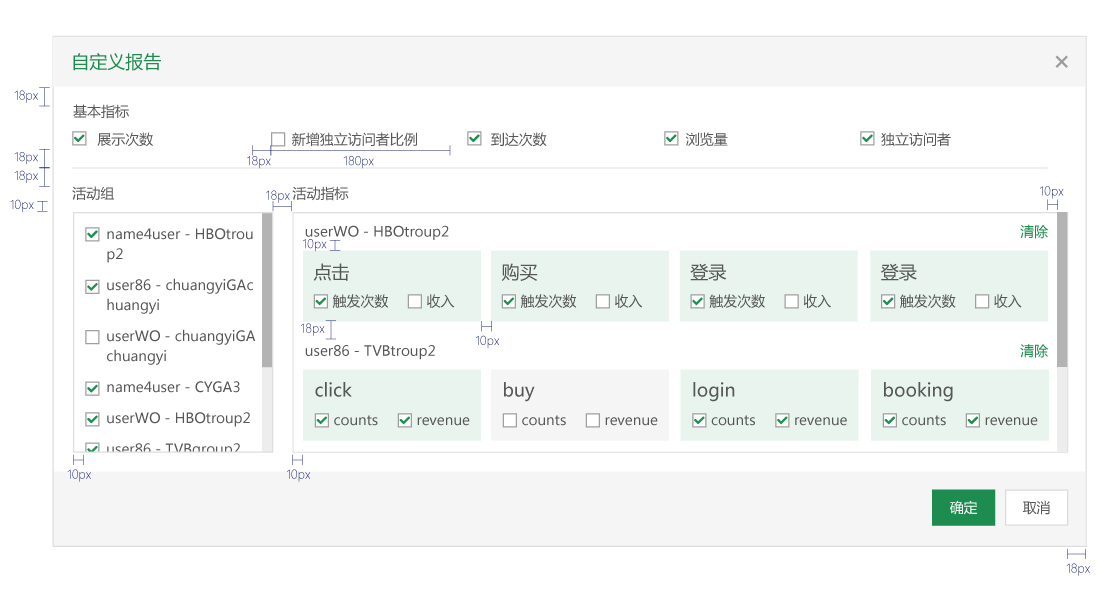 自定义报告
18px
基本指标
展示次数 新增独立访问者比例 到达次数 浏览量 独立访问者
18px 18px 180px
18px
活动组 18px 活动指标 10px
10px
name4user - HBOtrou
p2
user86 - chuangyiGAc
huangyi
userWO - chuangyiGA
chuangyi
name4user - CYGA3
userWO - HBOtroup2
user86 - TVBgroup2
userWO - HBOtroup2 清除
10px
点击 购买 登录 登录
触发次数 收入 触发次数 收入 触发次数 收入 触发次数 收入
18px 10px
user86 - TVBtroup2 清除
click buy login booking
counts revenue counts revenue counts revenue counts revenue
10px 10px
确定 取消
18px